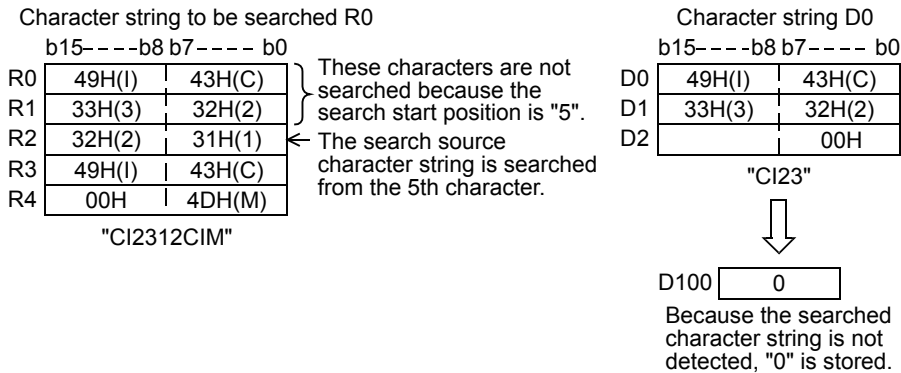 Character string to be searched R0
b15----b8 b7---- b0
R0 49H(I) 43H(C)
R1 33H(3) 32H(2)
R2 32H(2) 31H(1)
R3 49H(I) 43H(C)
R4 00H 4DH(M)
"CI2312CIM"
These characters are not
searched because the
search start position is "5".
The search source
character string is searched
from the 5th character.
Character string D0
b15----b8 b7---- b0
D0 49H(I) 43H(C)
D1 33H(3) 32H(2)
D2 00H
"CI23"
D100 0
Because the searched
character string is not
detected, "0" is stored.